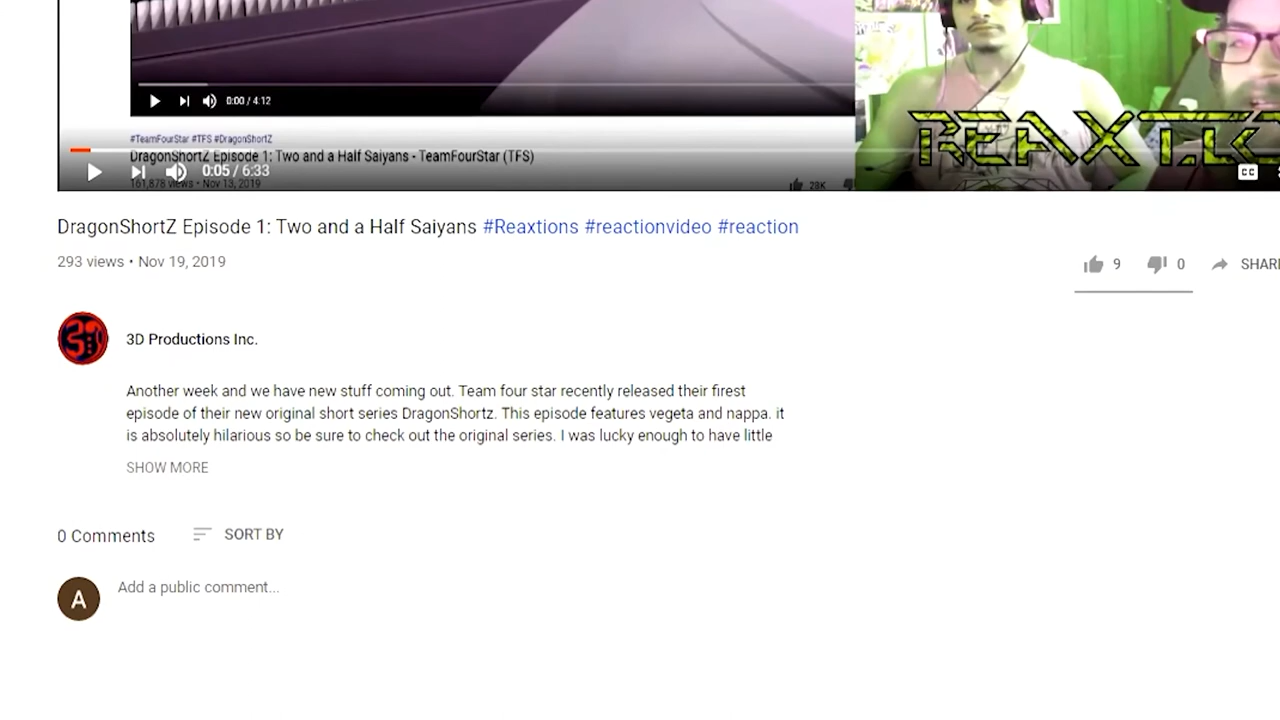 0:00 / 4:12
#TeamFourStar #TFS #DragonShortZ
DragonShortZ Episode 1: Two and a Half Saiyans - TeamFourStar (TFS)
161,878 views • Nov 13, 2019
28K
0:05 / 6:33
CC
DragonShortZ Episode 1: Two and a Half Saiyans #Reaxtions #reactionvideo #reaction
293 views • Nov 19, 2019
9 0 SHARE
3D Productions Inc.
Another week and we have new stuff coming out. Team four star recently released their firest
episode of their new original short series DragonShortz. This episode features vegeta and nappa. it
is absolutely hilarious so be sure to check out the original series. I was lucky enough to have little
SHOW MORE
0 Comments SORT BY
A Add a public comment...